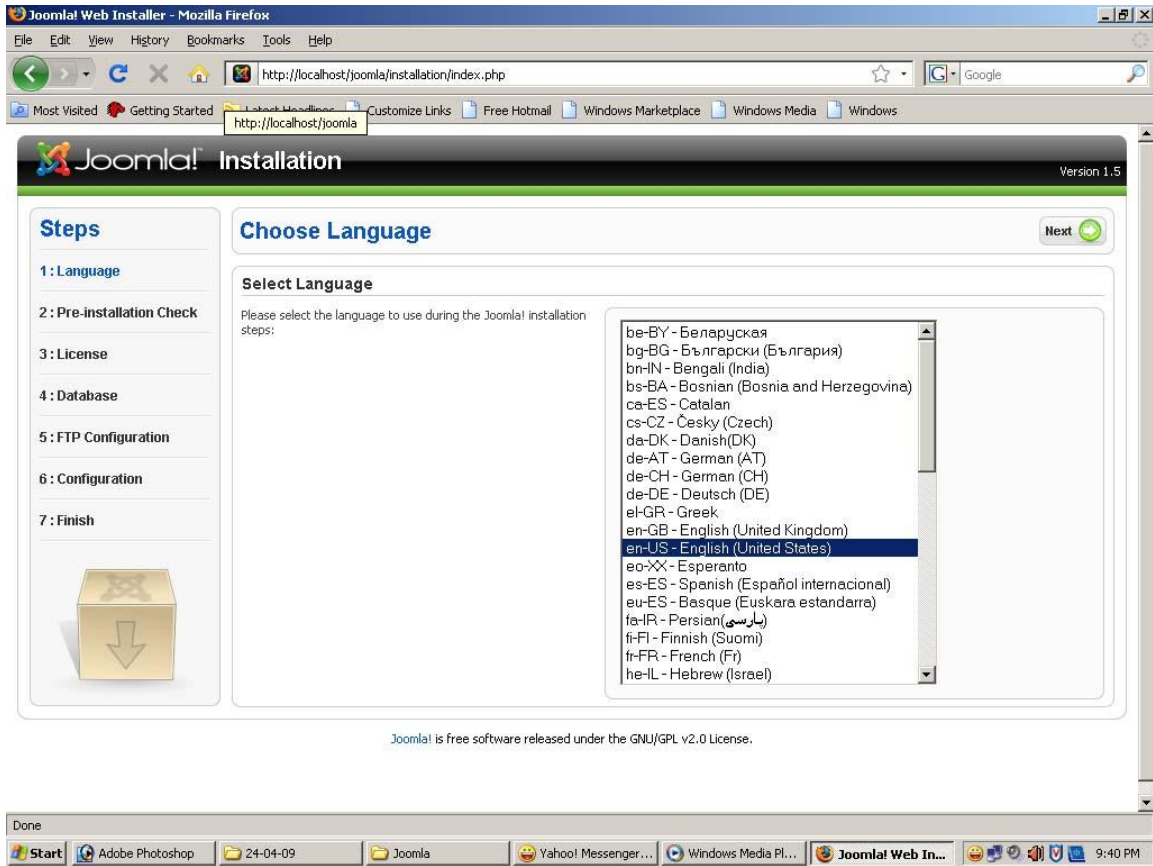 Joomla! Web Installer - Mozilla Firefox
File Edit View History Bookmarks Tools Help
http://localhost/joomla/installation/index.php
Google
Most Visited Getting Started Latest Headlines Customize Links Free Hotmail Windows Marketplace Windows Media Windows
http://localhost/joomla
Joomla! Installation
Version 1.5
Steps
1 : Language
2 : Pre-installation Check
3 : License
4 : Database
5 : FTP Configuration
6 : Configuration
7 : Finish
Choose Language
Next
Select Language
Please select the language to use during the Joomla! installation
steps:
be-BY - Беларуская
bg-BG - Български (България)
bn-IN - Bengali (India)
bs-BA - Bosnian (Bosnia and Herzegovina)
ca-ES - Catalan
cs-CZ - Česky (Czech)
da-DK - Danish(DK)
de-AT - German (AT)
de-CH - German (CH)
de-DE - Deutsch (DE)
el-GR - Greek
en-GB - English (United Kingdom)
en-US - English (United States)
eo-XX - Esperanto
es-ES - Spanish (Español internacional)
eu-ES - Basque (Euskara estandarra)
fa-IR - Persian(پارسی)
fi-FI - Finnish (Suomi)
fr-FR - French (Fr)
he-IL - Hebrew (Israel)
Joomla! is free software released under the GNU/GPL v2.0 License.
Done
Start Adobe Photoshop 24-04-09 Joomla Yahoo! Messenger... Windows Media Pl... Joomla! Web In... 9:40 PM